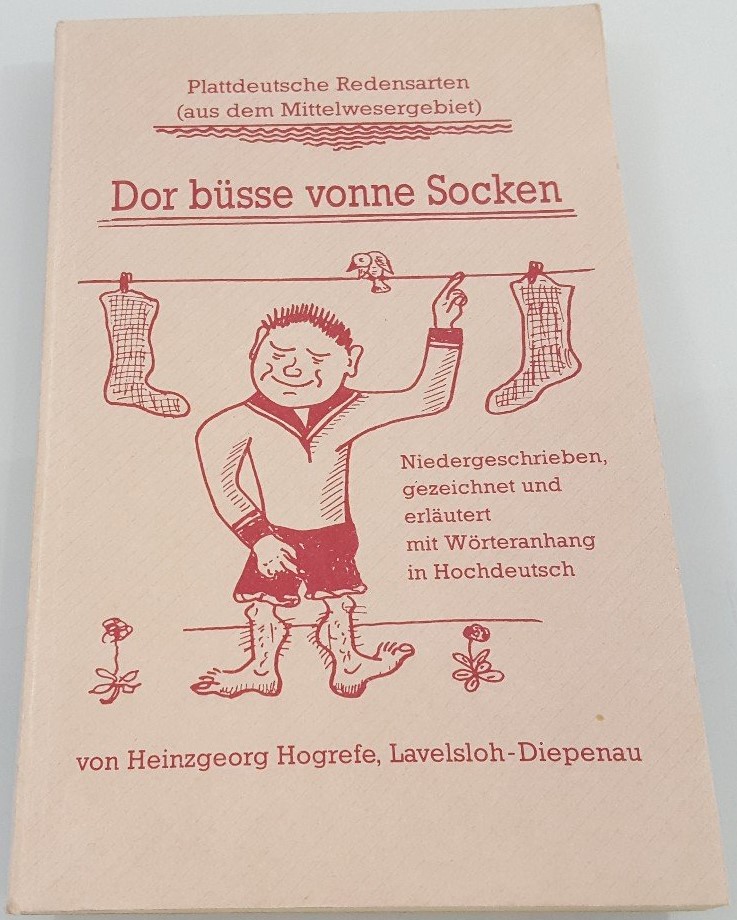 Plattdeutsche Redensarten
(aus dem Mittelwesergebiet)
Dor büsse vonne Socken
Niedergeschrieben,
gezeichnet und
erläutert
mit Wörteranhang
in Hochdeutsch
von Heinzgeorg Hogrefe, Lavelsloh-Diepenau